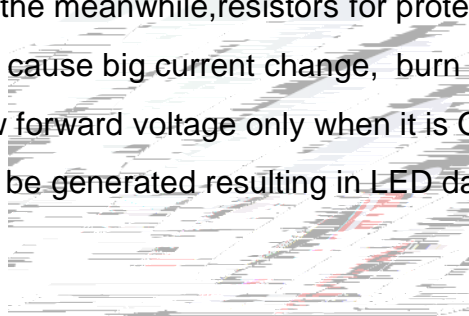 the meanwhile,resistors for prote
cause big current change, burn
forward voltage only when it is
be generated resulting in LED da